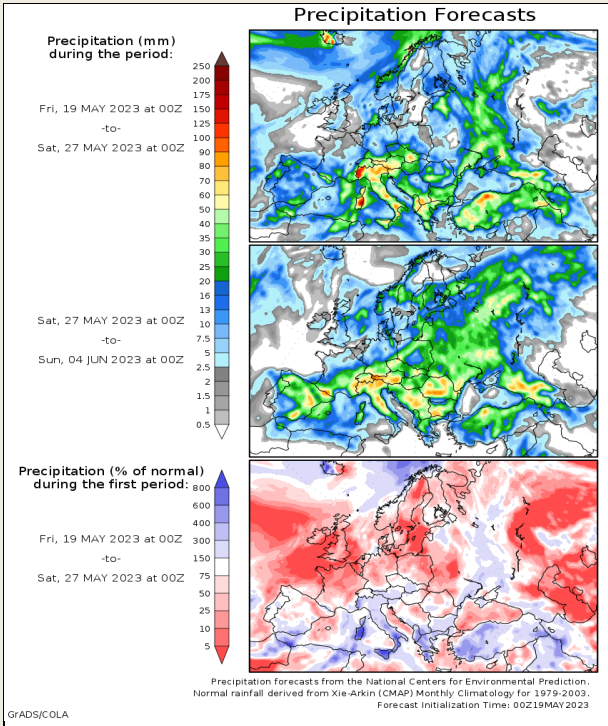 Precipitation Forecasts
Precipitation (mm)
during the period:
Fri, 19 MAY 2023 at 00Z
-to-
Sat, 27 MAY 2023 at 00Z
250
200
175
150
125
100
90
80
70
60
50
40
35
30
25
20
16
13
10
7.5
5
2.5
2
1.5
1
0.5
Sat, 27 MAY 2023 at 00Z
-to-
Sun, 04 JUN 2023 at 00Z
Precipitation (% of normal)
during the first period:
Fri, 19 MAY 2023 at 00Z
-to-
Sat, 27 MAY 2023 at 00Z
800
600
400
300
150
75
50
25
10
5
Precipitation forecasts from the National Centers for Environmental Prediction.
Normal rainfall derived from Xie-Arkin (CMAP) Monthly Climatology for 1979-2003.
Forecast Initialization Time: 00Z19MAY2023
GrADS/COLA